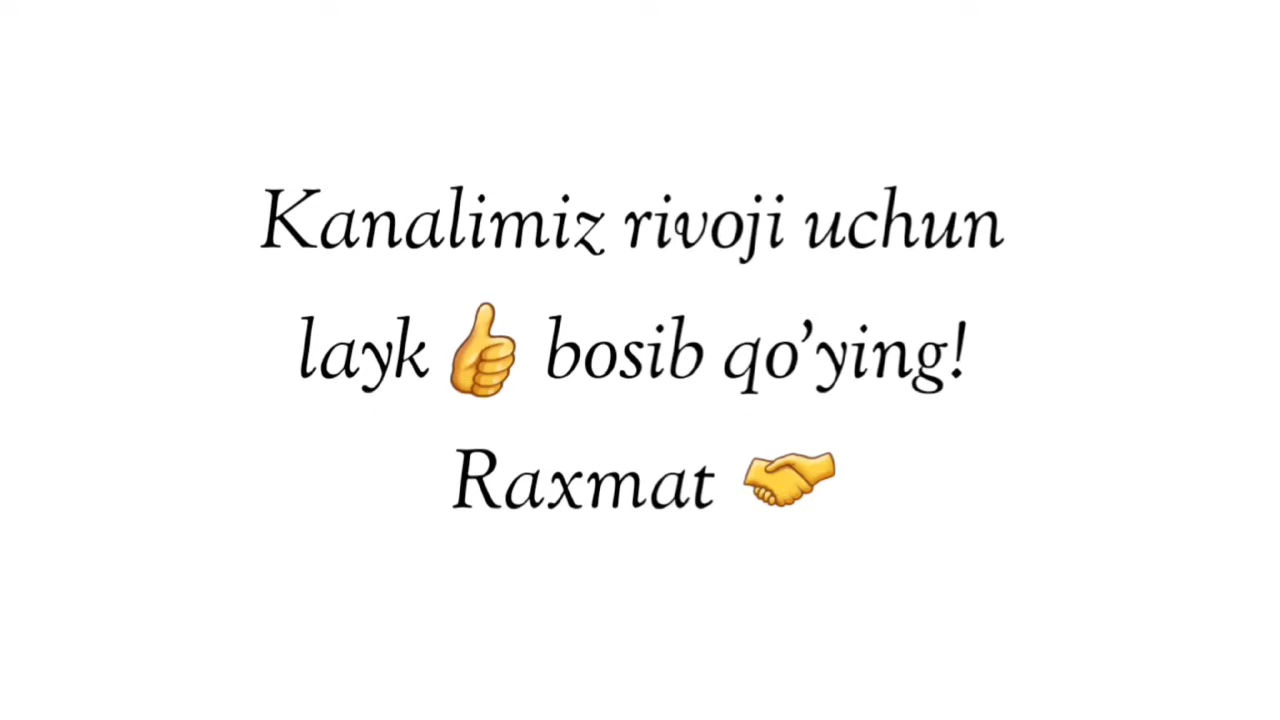 Kanalimiz rivoji uchun
layk👍 bosib qo’ying!
Raxmat 🤝